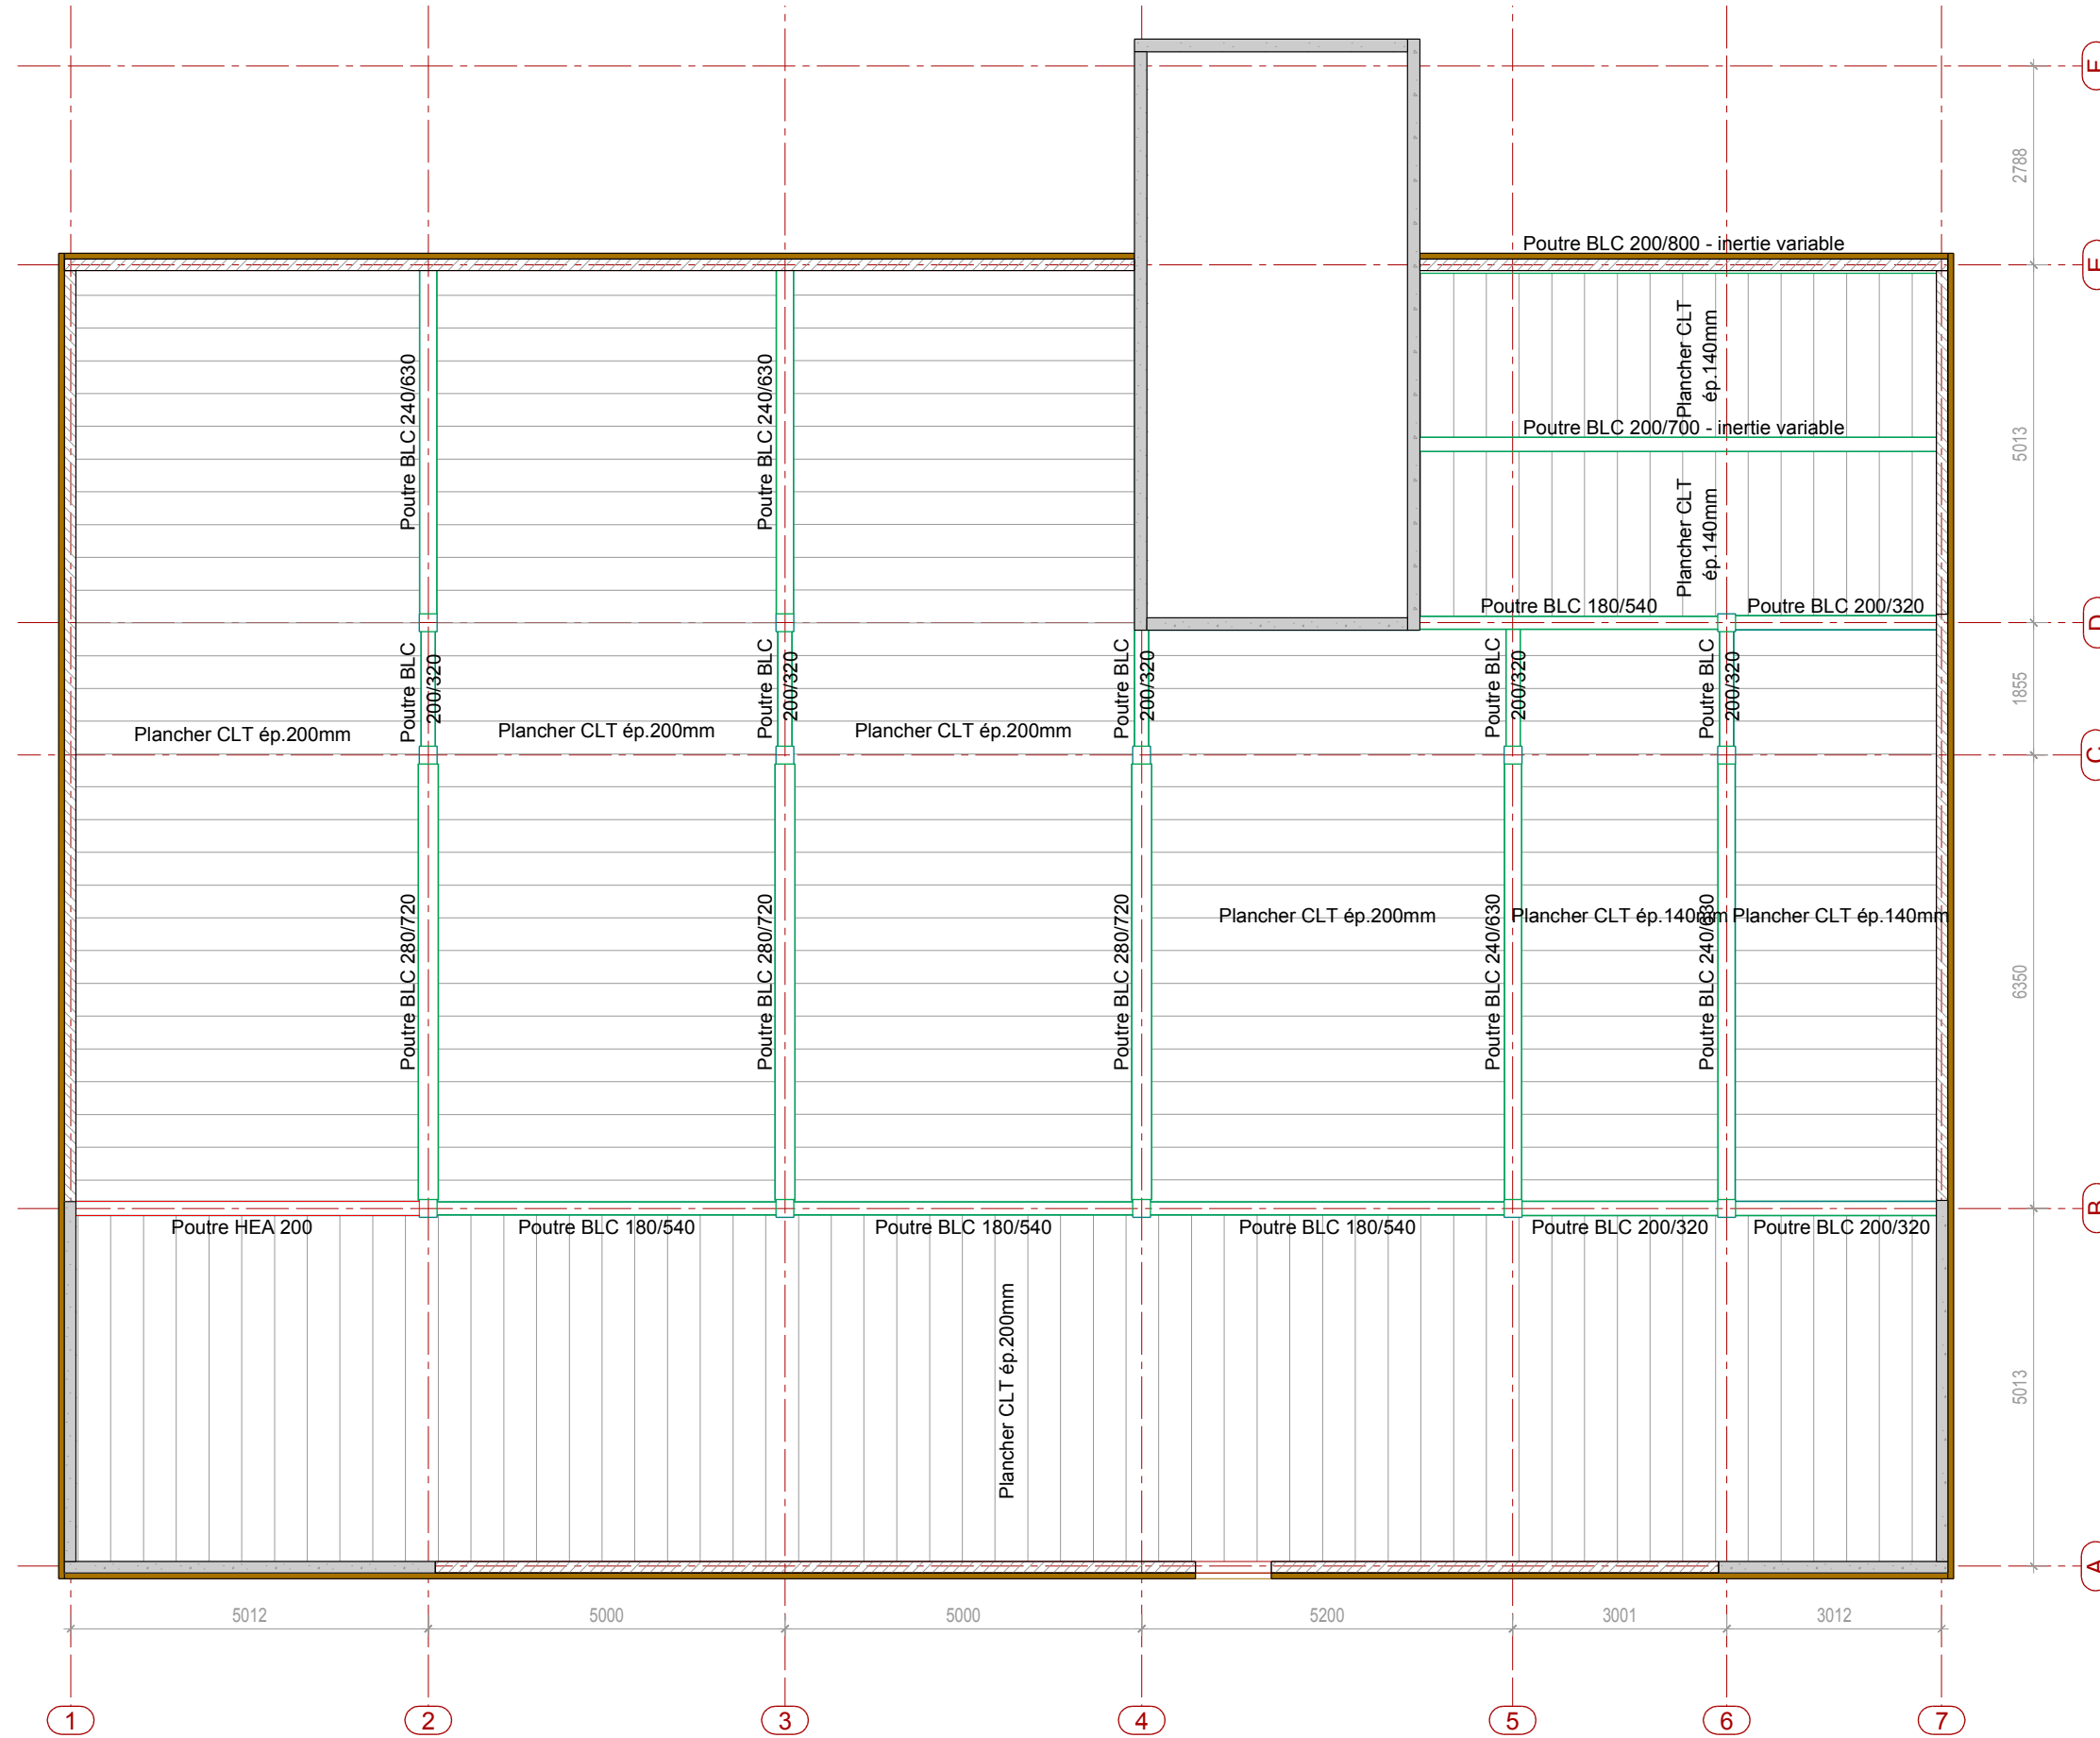 E
2788
Poutre BLC 200/800 - inertie variable
Plancher CLT
ép.140mm
Poutre BLC 240/630
Poutre BLC 240/630
Poutre BLC 200/700 - inertie variable
5013
Plancher CLT
ép.140mm
Poutre BLC 180/540
Poutre BLC 200/320
D
Poutre BLC
200/320
Poutre BLC
200/320
Poutre BLC
200/320
Poutre BLC
200/320
Poutre BLC
200/320
1855
Plancher CLT ép.200mm
Plancher CLT ép.200mm
Plancher CLT ép.200mm
C
Poutre BLC 280/720
Poutre BLC 280/720
Poutre BLC 280/720
Plancher CLT ép.200mm
Poutre BLC 240/630
Plancher CLT ép.140mm
Poutre BLC 240/630
Plancher CLT ép.140mm
6350
B
Poutre HEA 200
Poutre BLC 180/540
Poutre BLC 180/540
Poutre BLC 180/540
Poutre BLC 200/320
Poutre BLC 200/320
Plancher CLT ép.200mm
5013
A
5012
5000
5000
5200
3001
3012
1
2
3
4
5
6
7